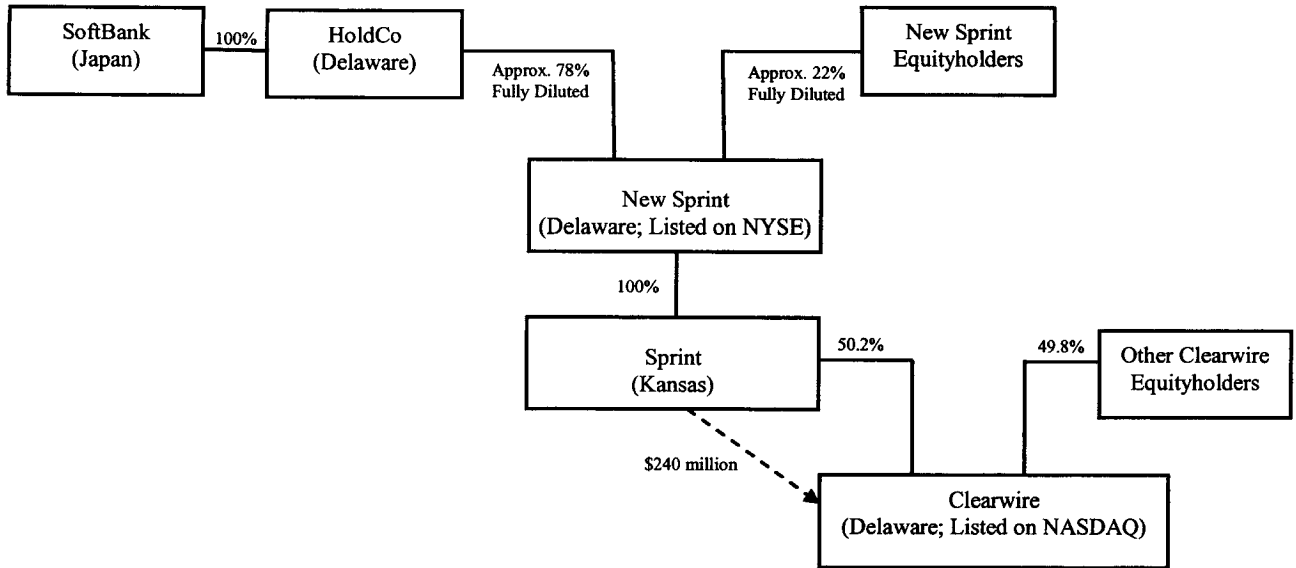 SoftBank
(Japan)
100%
HoldCo
(Delaware)
Approx. 78%
Fully Diluted
New Sprint
Equityholders
Approx. 22%
Fully Diluted
New Sprint
(Delaware; Listed on NYSE)
100%
Sprint
(Kansas)
50.2%
49.8%
Other Clearwire
Equityholders
$240 million
Clearwire
(Delaware; Listed on NASDAQ)